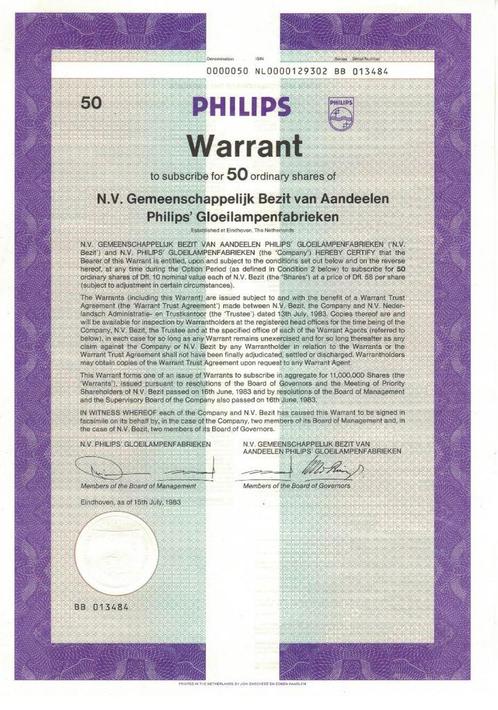 Denomination ISIN Series Serial Number
0000050 NL0000129302 BB 013484
50 PHILIPS PHILIPS
Warrant
to subscribe for 50 ordinary shares of
N.V. Gemeenschappelijk Bezit van Aandeelen
Philips' Gloeilampenfabrieken
Established at Eindhoven, The Netherlands
N.V. GEMEENSCHAPPELIJK BEZIT VAN AANDEELEN PHILIPS' GLOEILAMPENFABRIEKEN ('N.V.
Bezit') and N.V. PHILIPS' GLOEILAMPENFABRIEKEN (the 'Company') HEREBY CERTIFY that the
Bearer of this Warrant is entitled, upon and subject to the conditions set out below and on the reverse
hereof, at any time during the Option Period (as defined in Condition 2 below) to subscribe for 50
ordinary shares of Dfl. 10 nominal value each of N.V. Bezit (the 'Shares') at a price of Dfl. 58 per share
(subject to adjustment in certain circumstances).
The Warrants (including this Warrant) are issued subject to and with the benefit of a Warrant Trust
Agreement (the 'Warrant Trust Agreement') made between N.V. Bezit, the Company and N.V. Neder-
landsch Administratie- en Trustkantoor (the 'Trustee') dated 13th July, 1983. Copies thereof are and
will be available for inspection by Warrantholders at the registered head offices for the time being of the
Company, N.V. Bezit, the Trustee and at the specified office of each of the Warrant Agents (referred to
below), in each case for so long as any Warrant remains unexercised and for so long thereafter as any
claim against the Company or N.V. Bezit by any Warrantholder in relation to the Warrants or the
Warrant Trust Agreement shall not have been finally adjudicated, settled or discharged. Warrantholders
may obtain copies of the Warrant Trust Agreement upon request to any Warrant Agent.
This Warrant forms one of an issue of Warrants to subscribe in aggregate for 11,000,000 Shares (the
'Warrants'), issued pursuant to resolutions of the Board of Governors and the Meeting of Priority
Shareholders of N.V. Bezit passed on 16th June, 1983 and by resolutions of the Board of Management
and the Supervisory Board of the Company also passed on 16th June, 1983.
IN WITNESS WHEREOF each of the Company and N.V. Bezit has caused this Warrant to be signed in
facsimile on its behalf by, in the case of the Company, two members of its Board of Management and, in
the case of N.V. Bezit, two members of its Board of Governors.
N.V. PHILIPS' GLOEILAMPENFABRIEKEN
N.V. GEMEENSCHAPPELIJK BEZIT VAN
AANDEELEN PHILIPS' GLOEILAMPENFABRIEKEN
Members of the Board of Management
Members of the Board of Governors
Eindhoven, as of 15th July, 1983
BB 013484
PRINTED IN THE NETHERLANDS BY JOH. ENSCHEDÉ EN ZONEN HAARLEM